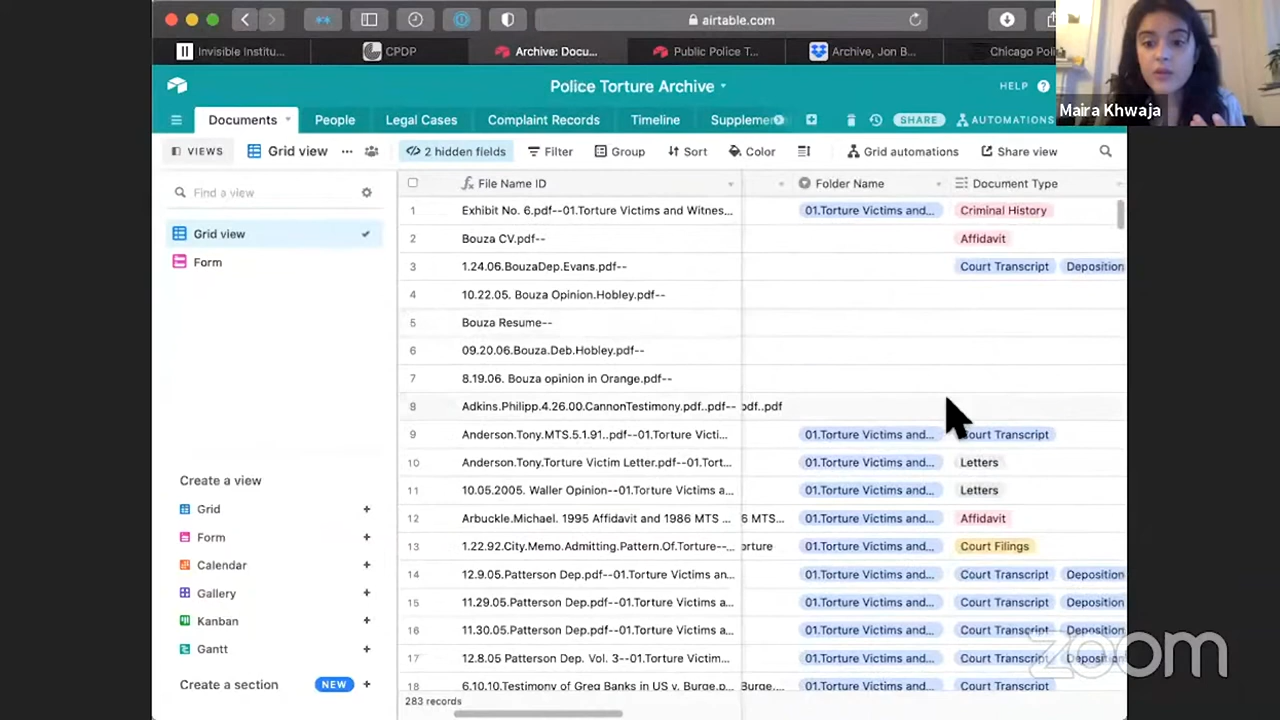 airtable.com
Invisible Institu...
CPDP
Archive: Docu...
Public Police T...
Archive, Jon B...
Chicago Poli
Maira Khwaja
Police Torture Archive
HELP
Documents
People
Legal Cases
Complaint Records
Timeline
Supplem
SHARE
AUTOMATIONS
VIEWS
Grid view
2 hidden fields
Filter
Group
Sort
Color
Grid automations
Share view
Find a view
File Name ID
Folder Name
Document Type
Grid view
Form
1 Exhibit No. 6.pdf--01.Torture Victims and Witnes... 01.Torture Victims and... Criminal History
2 Bouza CV.pdf-- Affidavit
3 1.24.06.BouzaDep.Evans.pdf-- Court Transcript Deposition
4 10.22.05. Bouza Opinion.Hobley.pdf--
5 Bouza Resume--
6 09.20.06.Bouza.Deb.Hobley.pdf--
7 8.19.06. Bouza opinion in Orange.pdf--
8 Adkins.Philipp.4.26.00.CannonTestimony.pdf..pdf-- pdf..pdf
9 Anderson.Tony.MTS.5.1.91..pdf--01.Torture Victi... 01.Torture Victims and... Court Transcript
10 Anderson.Tony.Torture Victim Letter.pdf--01.Tort... 01.Torture Victims and... Letters
11 10.05.2005. Waller Opinion--01.Torture Victims a... 01.Torture Victims and... Letters
12 Arbuckle.Michael. 1995 Affidavit and 1986 MTS ... 6 MTS... 01.Torture Victims and... Affidavit
13 1.22.92.City.Memo.Admitting.Pattern.Of.Torture--... orture 01.Torture Victims and... Court Filings
14 12.9.05.Patterson Dep.pdf--01.Torture Victims an... 01.Torture Victims and... Court Transcript Deposition
15 11.29.05.Patterson Dep.pdf--01.Torture Victims a... 01.Torture Victims and... Court Transcript Deposition
16 11.30.05.Patterson Dep.pdf--01.Torture Victims a... 01.Torture Victims and... Court Transcript Deposition
17 12.8.05 Patterson Dep. Vol. 3--01.Torture Victim... 01.Torture Victims and... Court Transcript Deposition
18 6.10.10.Testimony of Greg Banks in US v. Burge.p... Burge.... 01.Torture Victims and... Court Transcript
Create a view
Grid
Form
Calendar
Gallery
Kanban
Gantt
Create a section NEW
283 records
zoom